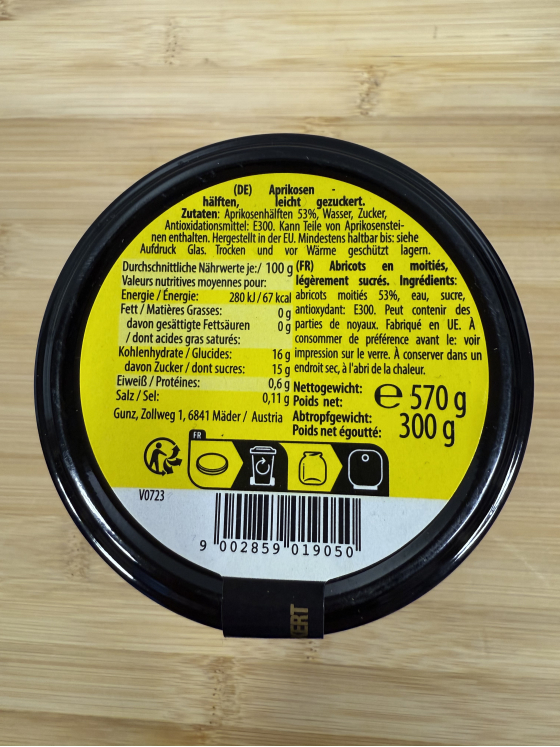 (DE) Aprikosen -
hälften, leicht gezuckert.
Zutaten: Aprikosenhälften 53%, Wasser, Zucker,
Antioxidationsmittel: E300. Kann Teile von Aprikosenstei-
nen enthalten. Hergestellt in der EU. Mindestens haltbar bis: siehe
Aufdruck Glas. Trocken und vor Wärme geschützt lagern.
Durchschnittliche Nährwerte je:/ 100 g
Valeurs nutritives moyennes pour:
Energie / Énergie: 280 kJ / 67 kcal
Fett / Matières Grasses: 0 g
davon gesättigte Fettsäuren 0 g
/ dont acides gras saturés:
Kohlenhydrate / Glucides: 16 g
davon Zucker / dont sucres: 15 g
Eiweiß / Protéines: 0,6 g
Salz / Sel: 0,11 g
Gunz, Zollweg 1, 6841 Mäder / Austria
(FR) Abricots en moitiés,
légèrement sucrés. Ingrédients:
abricots moitiés 53%, eau, sucre,
antioxydant: E300. Peut contenir des
parties de noyaux. Fabriqué en UE. À
consommer de préférence avant le: voir
impression sur le verre. À conserver dans un
endroit sec, à l'abri de la chaleur.
Nettogewicht: e 570 g
Poids net:
Abtropfgewicht: 300 g
Poids net égoutté:
FR
V0723
9 002859 019050
KERT